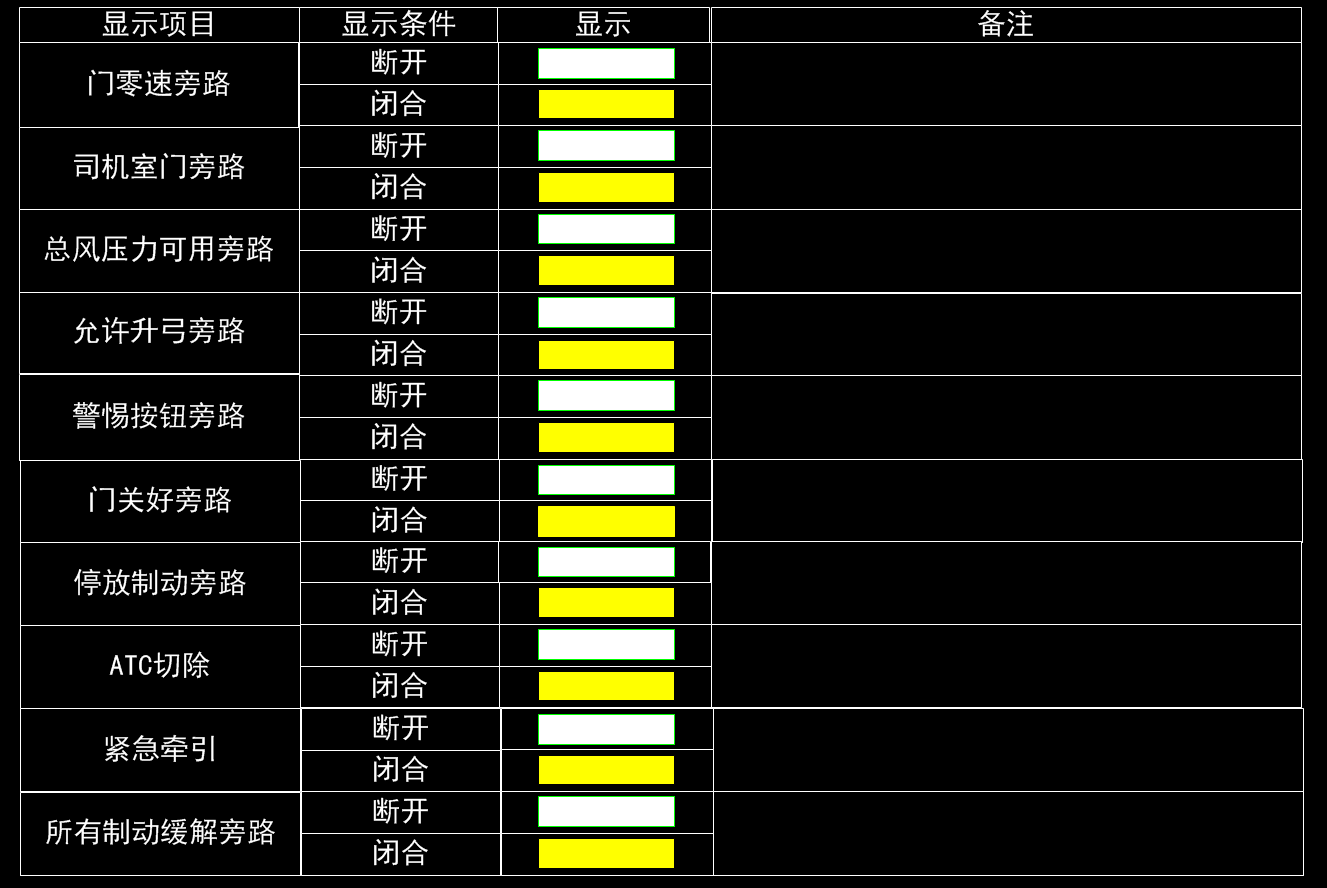 显示项目 显示条件 显示 备注
门零速旁路
断开
闭合
司机室门旁路
断开
闭合
总风压力可用旁路
断开
闭合
允许升弓旁路
断开
闭合
警惕按钮旁路
断开
闭合
门关好旁路
断开
闭合
停放制动旁路
断开
闭合
ATC切除
断开
闭合
紧急牵引
断开
闭合
所有制动缓解旁路
断开
闭合